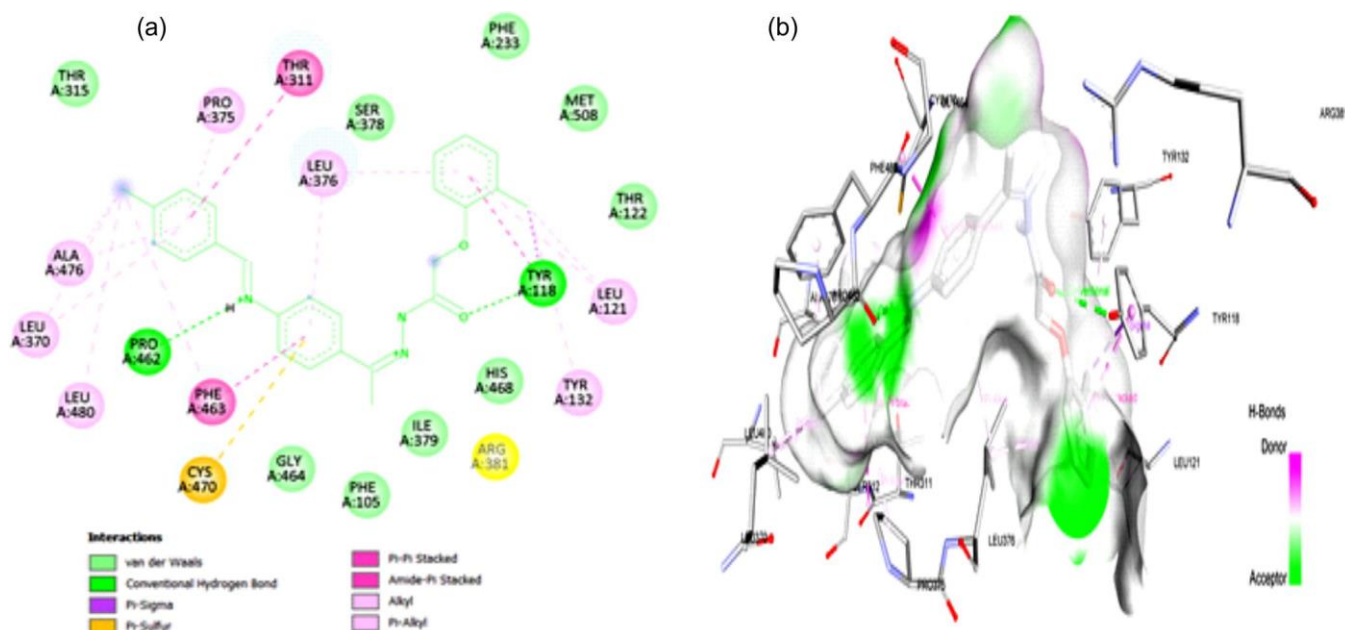 (a)
PHE
A:233
THR
A:311
THR
A:315
PRO
A:375
SER
A:378
MET
A:508
LEU
A:376
THR
A:122
ALA
A:476
TYR
A:118
LEU
A:121
O
O
N
N
N
H
LEU
A:370
PRO
A:462
LEU
A:480
PHE
A:463
HIS
A:468
TYR
A:132
ILE
A:379
ARG
A:381
CYS
A:470
GLY
A:464
PHE
A:105
Interactions
van der Waals
Conventional Hydrogen Bond
Pi-Sigma
Pi-Sulfur
Pi-Pi Stacked
Amide-Pi Stacked
Alkyl
Pi-Alkyl
(b)
TYR132
TYR118
LEU121
THR311
LEU376
H-Bonds
Donor
Acceptor